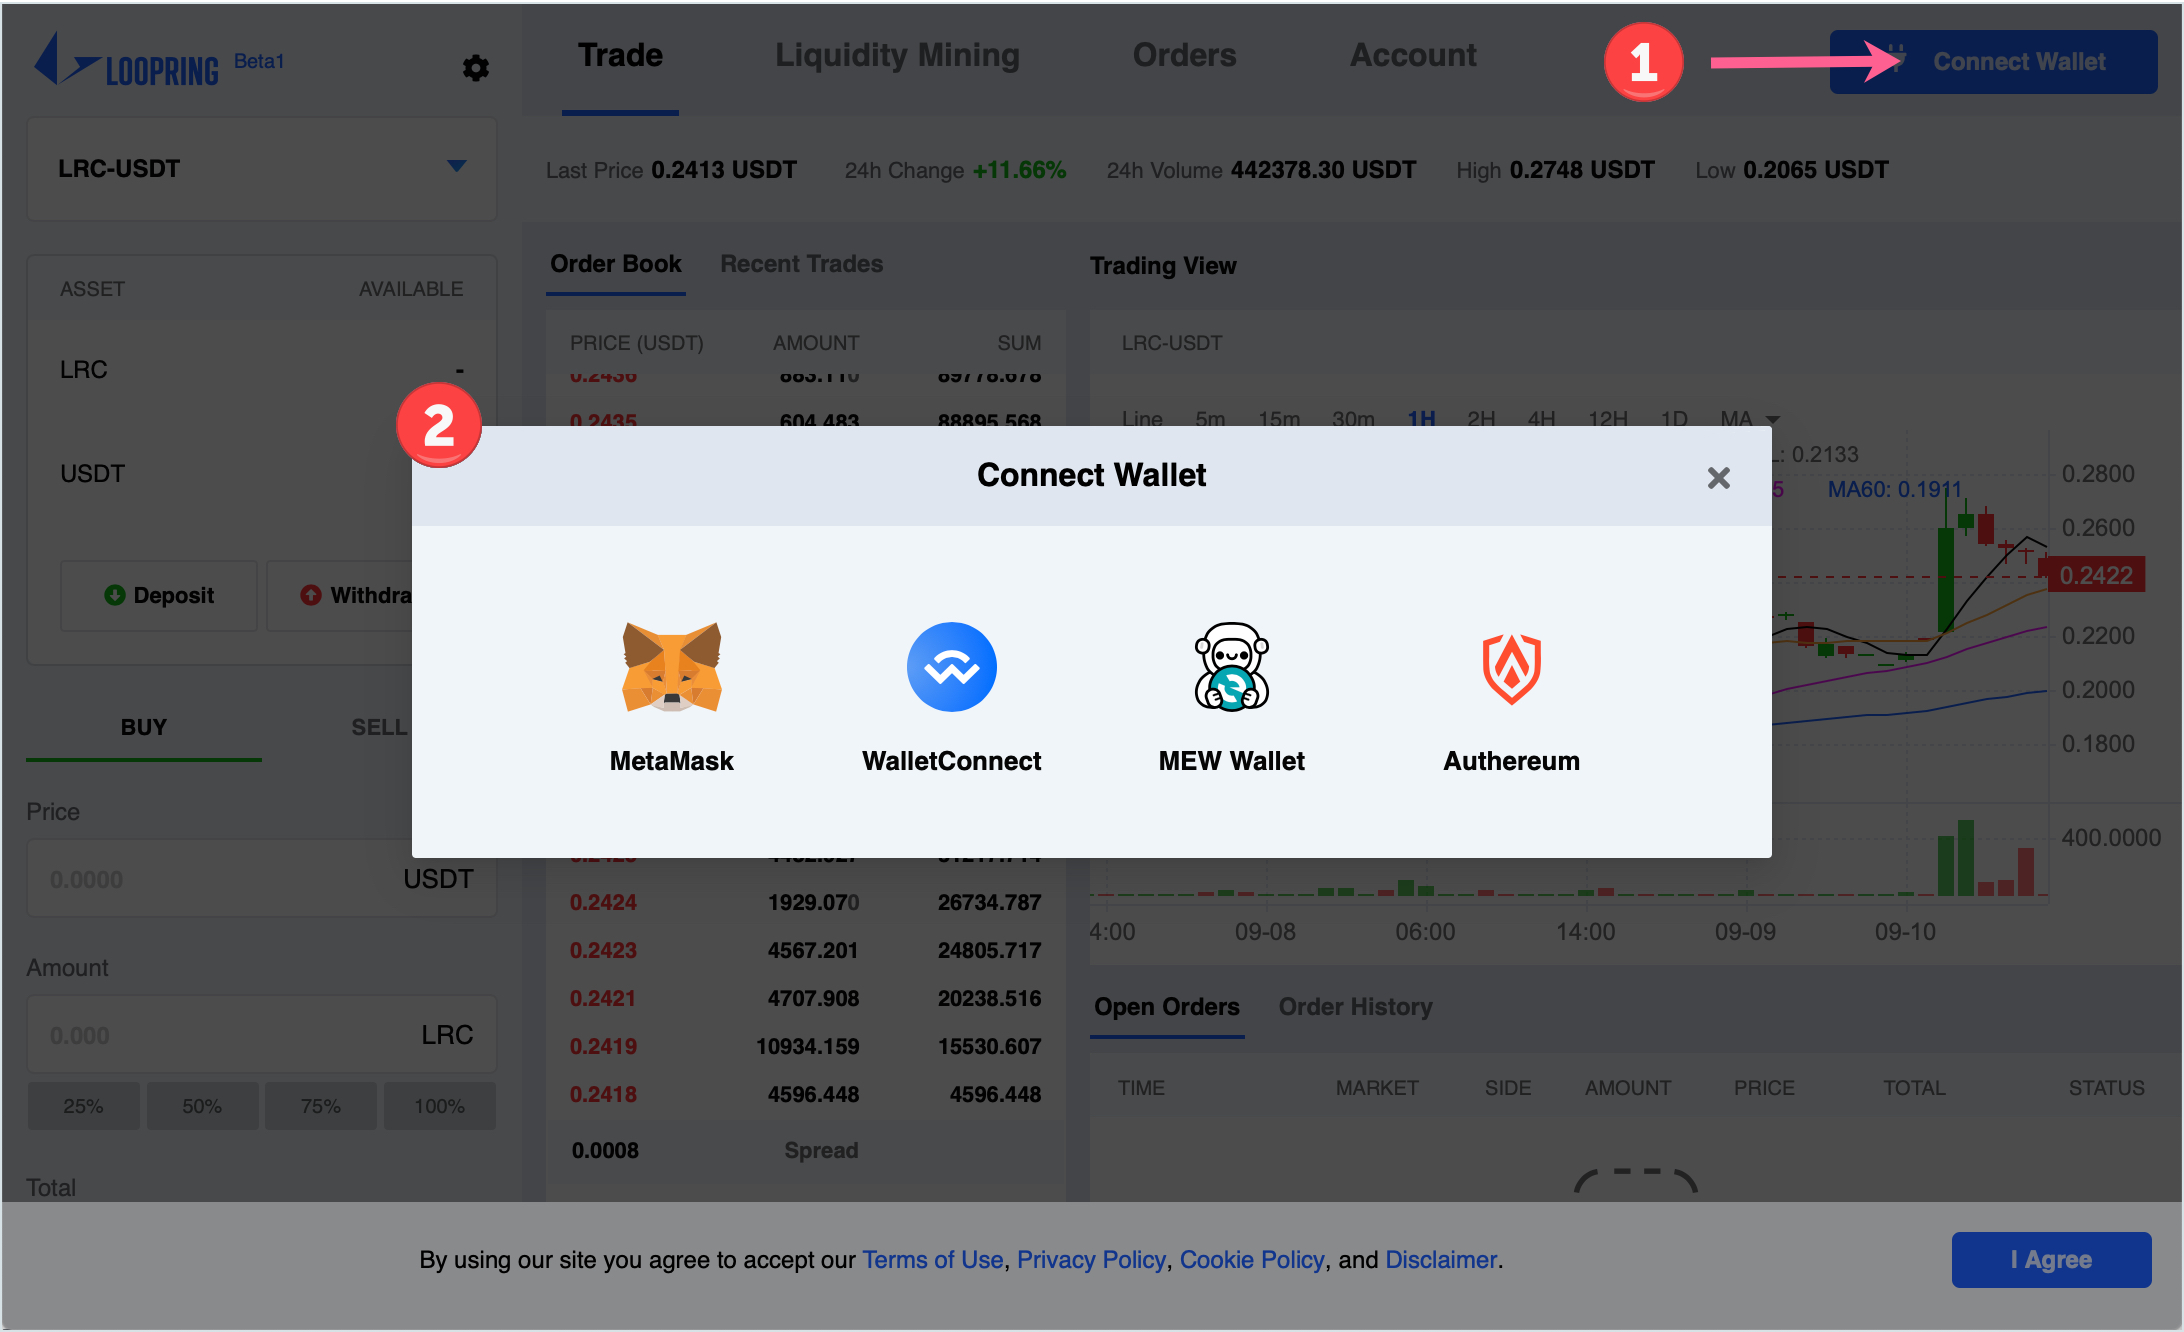 LOOPRING Beta1
Trade Liquidity Mining Orders Account
1 Connect Wallet
LRC-USDT
Last Price 0.2413 USDT 24h Change +11.66% 24h Volume 442378.30 USDT High 0.2748 USDT Low 0.2065 USDT
ASSET AVAILABLE
LRC -
USDT
Deposit Withdra
BUY SELL
Price
0.0000 USDT
Amount
0.000 LRC
25% 50% 75% 100%
Total
Order Book Recent Trades
PRICE (USDT) AMOUNT SUM
0.2436 883.110 89778.678
0.2435 604.483 88895.568
0.2424 1929.070 26734.787
0.2423 4567.201 24805.717
0.2421 4707.908 20238.516
0.2419 10934.159 15530.607
0.2418 4596.448 4596.448
0.0008 Spread
Trading View
LRC-USDT
Line 5m 15m 30m 1H 2H 4H 12H 1D MA
L: 0.2133
5 MA60: 0.1911
0.2800
0.2600
0.2422
0.2200
0.2000
0.1800
400.0000
4:00 09-08 06:00 14:00 09-09 09-10
Open Orders Order History
TIME MARKET SIDE AMOUNT PRICE TOTAL STATUS
2
Connect Wallet
MetaMask WalletConnect MEW Wallet Authereum
By using our site you agree to accept our Terms of Use, Privacy Policy, Cookie Policy, and Disclaimer.
I Agree